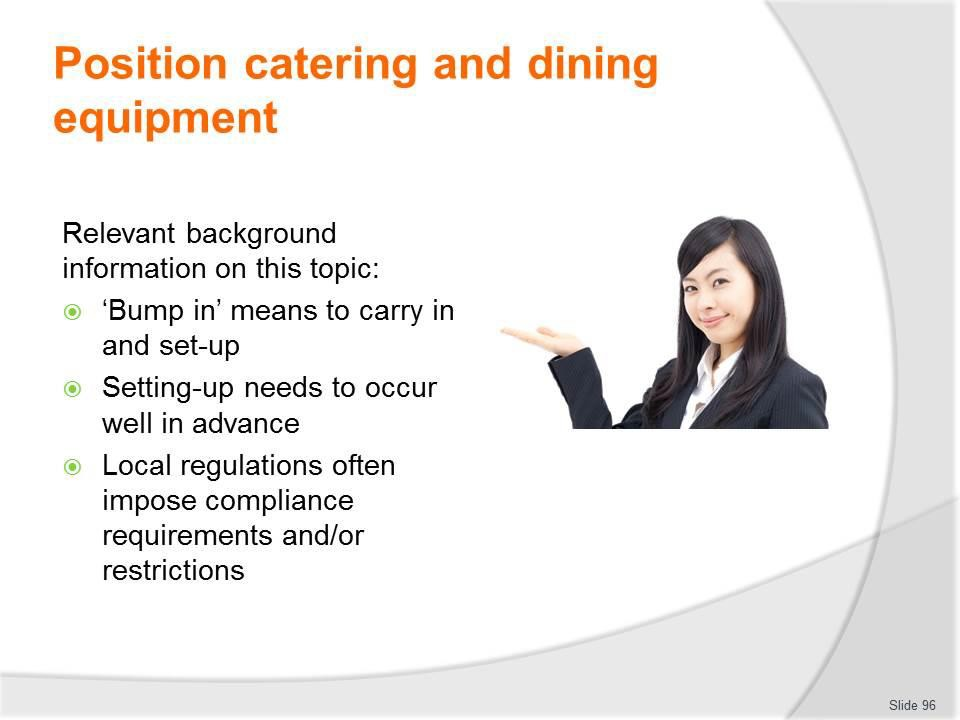 Position catering and dining
equipment
Relevant background
information on this topic:
‘Bump in’ means to carry in
and set-up
Setting-up needs to occur
well in advance
Local regulations often
impose compliance
requirements and/or
restrictions
Slide 96